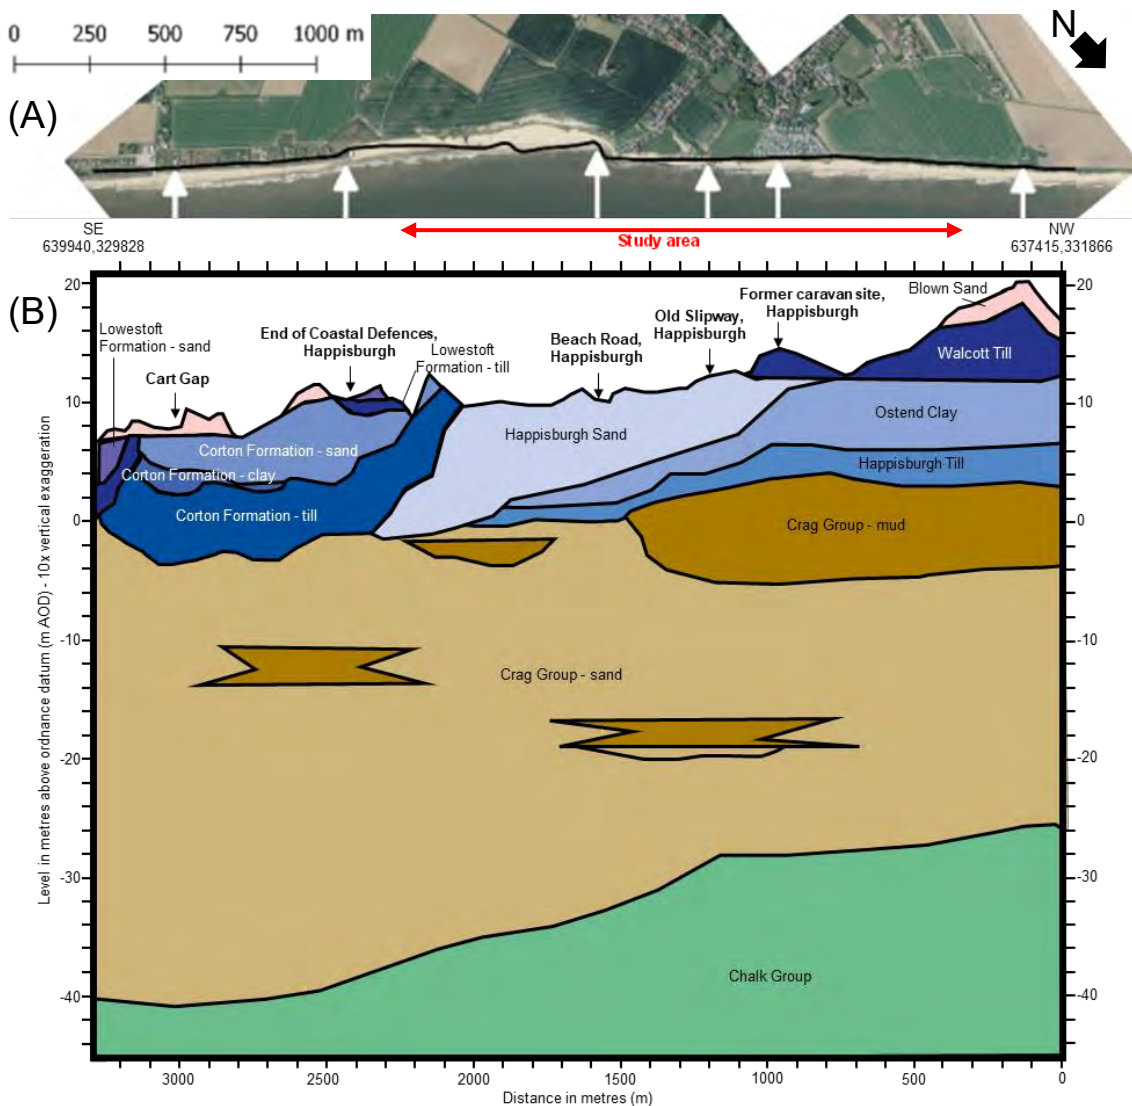 0 250 500 750 1000 m
N
(A)
SE
639940,329828
Study area
NW
637415,331866
(B)
Level in metres above ordnance datum (m AOD) - 10x vertical exaggeration
20
10
0
-10
-20
-30
-40
Lowestoft
Formation - sand
Cart Gap
End of Coastal Defences,
Happisburgh
Lowestoft
Formation - till
Beach Road,
Happisburgh
Old Slipway,
Happisburgh
Former caravan site,
Happisburgh
Blown Sand
Walcott Till
Ostend Clay
Happisburgh Sand
Happisburgh Till
Corton Formation - sand
Corton Formation - clay
Corton Formation - till
Crag Group - mud
Crag Group - sand
Chalk Group
20
10
0
-10
-20
-30
-40
3000 2500 2000 1500 1000 500 0
Distance in metres (m)